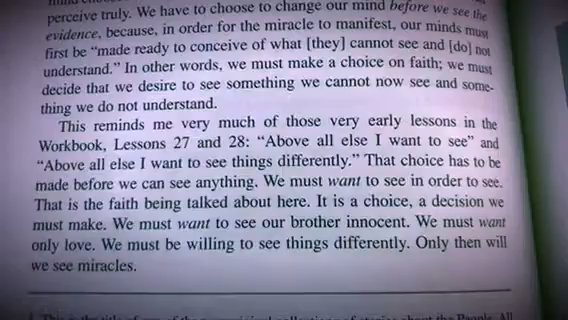 perceive truly. We have to choose to change our mind before we see the
evidence, because, in order for the miracle to manifest, our minds must
first be “made ready to conceive of what [they] cannot see and [do] not
understand.” In other words, we must make a choice on faith; we must
decide that we desire to see something we cannot now see and some-
thing we do not understand.
This reminds me very much of those very early lessons in the
Workbook, Lessons 27 and 28: “Above all else I want to see” and
“Above all else I want to see things differently.” That choice has to be
made before we can see anything. We must want to see in order to see.
That is the faith being talked about here. It is a choice, a decision we
must make. We must want to see our brother innocent. We must want
only love. We must be willing to see things differently. Only then will
we see miracles.